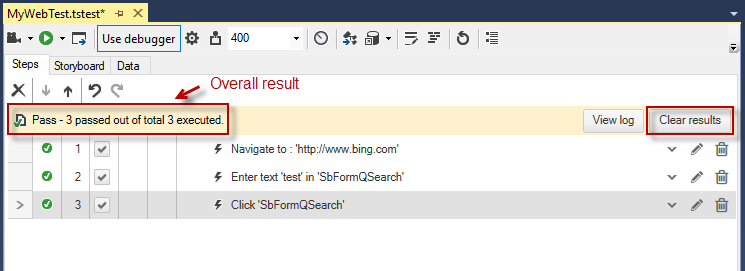 MyWebTest.tstest*
Use debugger 400
Steps Storyboard Data
Overall result
Pass - 3 passed out of total 3 executed. View log Clear results
1 Navigate to : 'http://www.bing.com'
2 Enter text 'test' in 'SbFormQSearch'
3 Click 'SbFormQSearch'